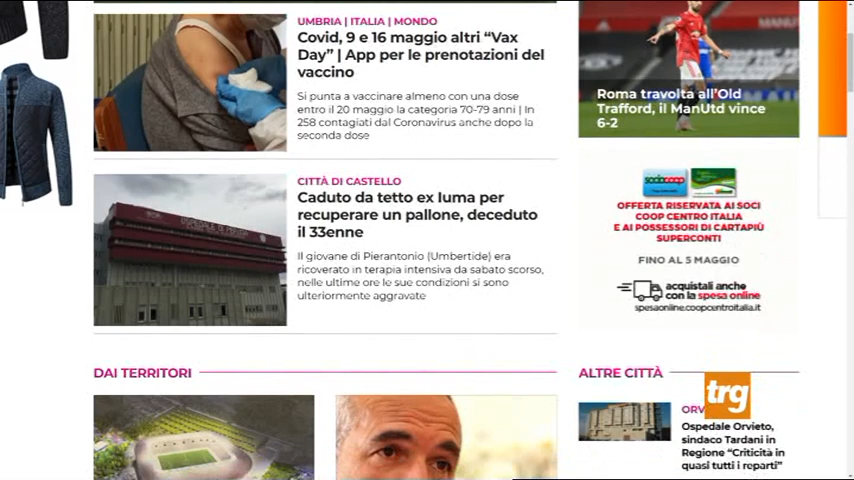 UMBRIA | ITALIA | MONDO
Covid, 9 e 16 maggio altri “Vax
Day” | App per le prenotazioni del
vaccino
Si punta a vaccinare almeno con una dose
entro il 20 maggio la categoria 70-79 anni | In
258 contagiati dal Coronavirus anche dopo la
seconda dose
CITTÀ DI CASTELLO
Caduto da tetto ex Iuma per
recuperare un pallone, deceduto
il 33enne
Il giovane di Pierantonio (Umbertide) era
ricoverato in terapia intensiva da sabato scorso,
nelle ultime ore le sue condizioni si sono
ulteriormente aggravate
DAI TERRITORI
Roma travolta all’Old
Trafford, il ManUtd vince
6-2
OFFERTA RISERVATA AI SOCI
COOP CENTRO ITALIA
E AI POSSESSORI DI CARTAPIÙ
SUPERCONTI
FINO AL 5 MAGGIO
acquistali anche
con la spesa online
spesaonline.coopcentroitalia.it
ALTRE CITTÀ
trg
ORV
Ospedale Orvieto,
sindaco Tardani in
Regione “Criticità in
quasi tutti i reparti”